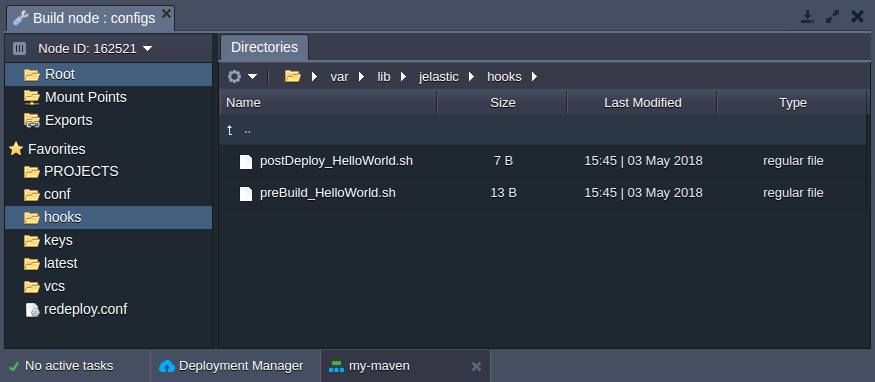 Build node : configs
Node ID: 162521
Root
Mount Points
Exports
Favorites
PROJECTS
conf
hooks
keys
latest
vcs
redeploy.conf
Directories
var lib jelastic hooks
Name Size Last Modified Type
..
postDeploy_HelloWorld.sh 7 B 15:45 | 03 May 2018 regular file
preBuild_HelloWorld.sh 13 B 15:45 | 03 May 2018 regular file
No active tasks Deployment Manager my-maven